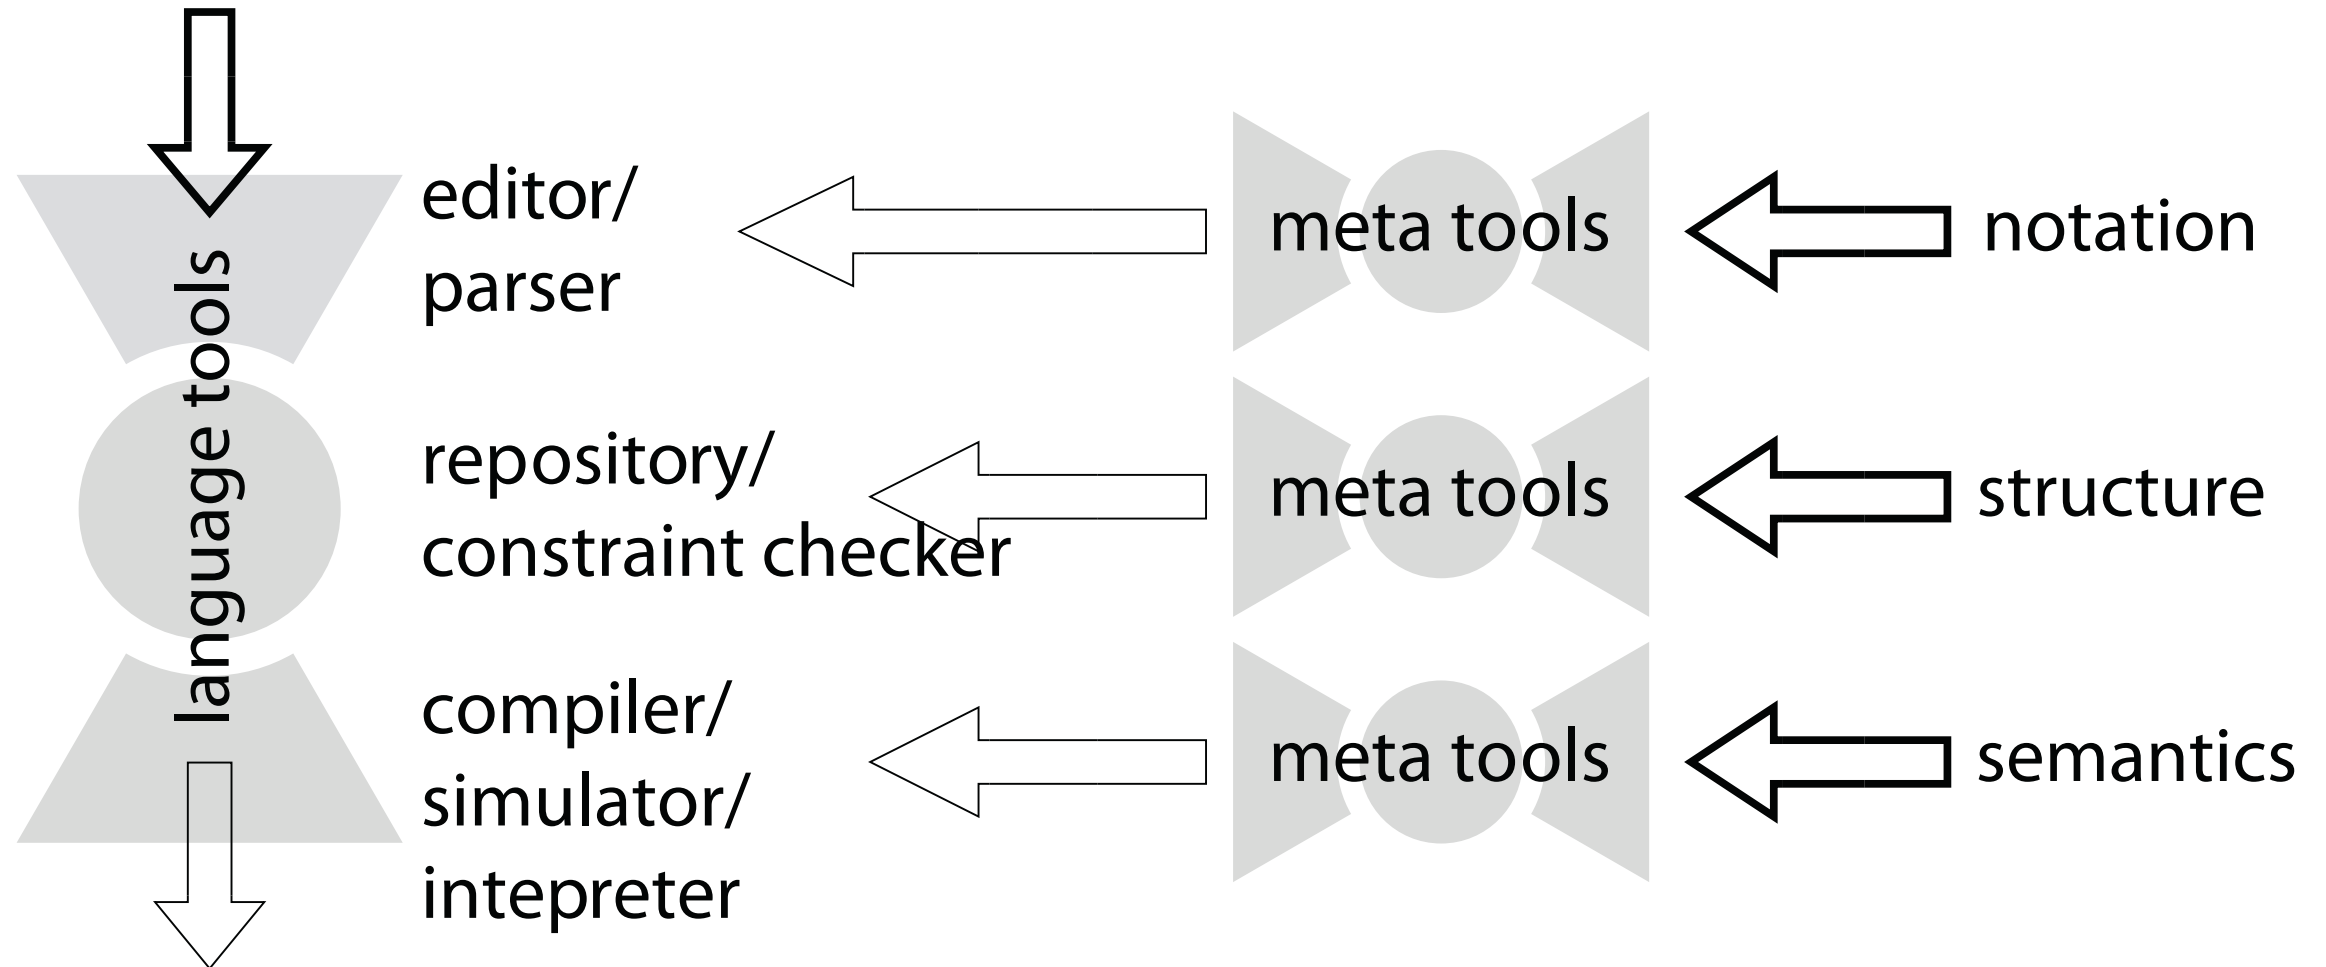 language tools
editor/
parser
meta tools
notation
repository/
constraint checker
meta tools
structure
compiler/
simulator/
intepreter
meta tools
semantics